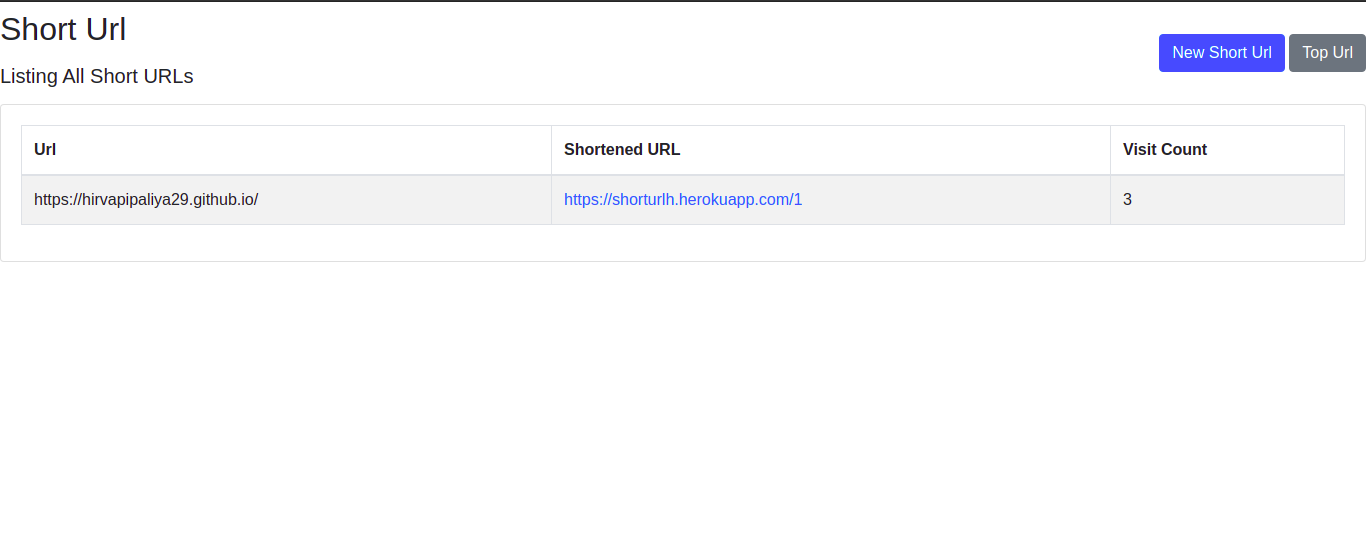 Short Url
New Short Url
Top Url
Listing All Short URLs
Url Shortened URL Visit Count
https://hirvapipaliya29.github.io/ https://shorturlh.herokuapp.com/1 3